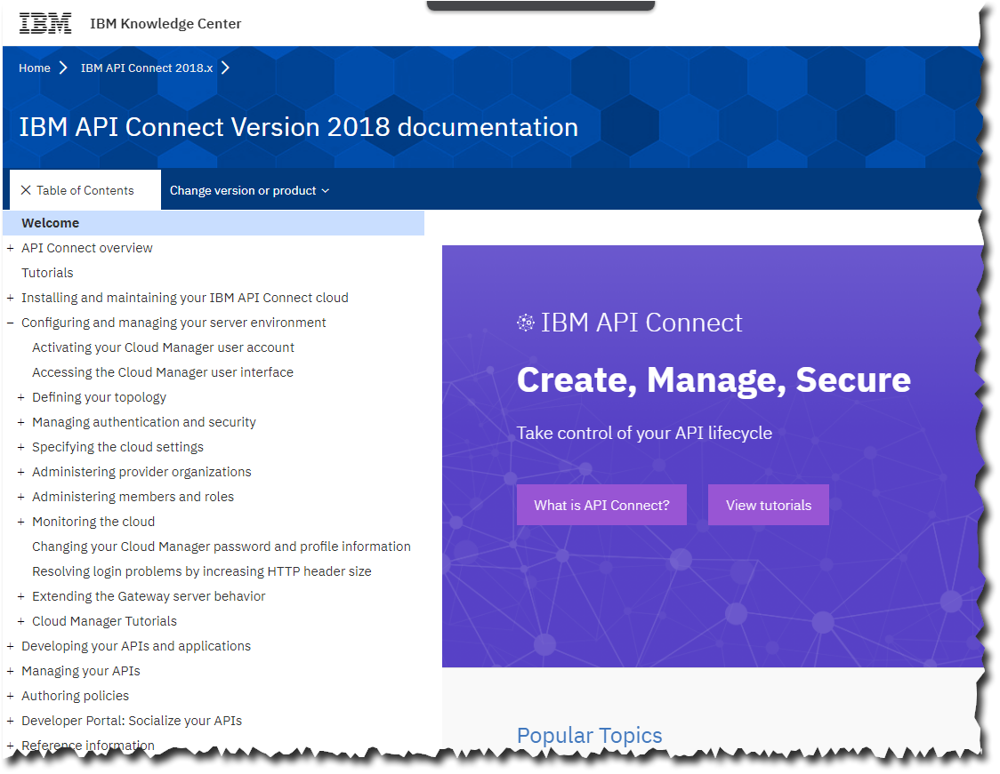 IBM IBM Knowledge Center
Home IBM API Connect 2018.x
IBM API Connect Version 2018 documentation
Table of Contents Change version or product
Welcome
+ API Connect overview
Tutorials
+ Installing and maintaining your IBM API Connect cloud
− Configuring and managing your server environment
Activating your Cloud Manager user account
Accessing the Cloud Manager user interface
+ Defining your topology
+ Managing authentication and security
+ Specifying the cloud settings
+ Administering provider organizations
+ Administering members and roles
+ Monitoring the cloud
Changing your Cloud Manager password and profile information
Resolving login problems by increasing HTTP header size
+ Extending the Gateway server behavior
+ Cloud Manager Tutorials
+ Developing your APIs and applications
+ Managing your APIs
+ Authoring policies
+ Developer Portal: Socialize your APIs
+ Reference information
IBM API Connect
Create, Manage, Secure
Take control of your API lifecycle
What is API Connect? View tutorials
Popular Topics